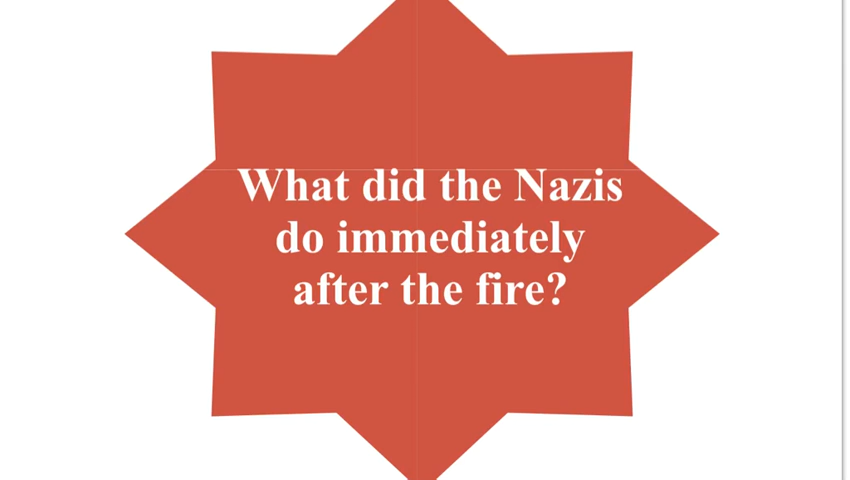 What did the Nazis
do immediately
after the fire?